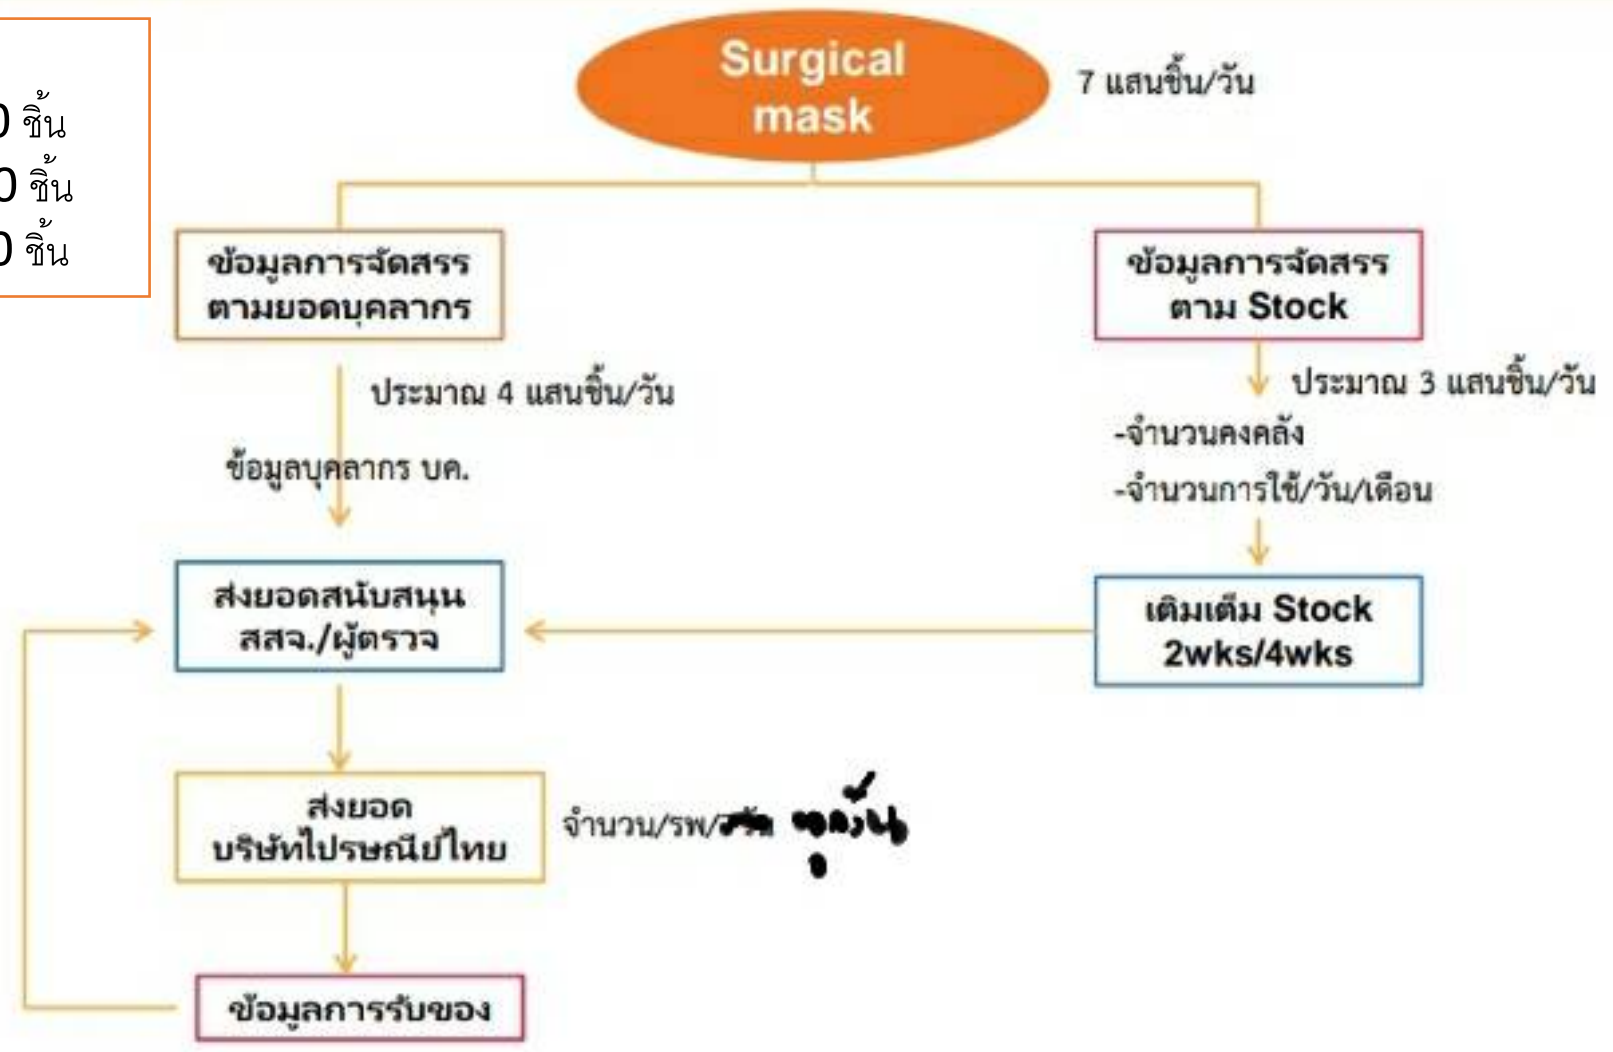 Surgical
mask
7 แสนชิ้น/วัน
0 ชิ้น
0 ชิ้น
0 ชิ้น
ข้อมูลการจัดสรร
ตามยอดบุคลากร
ข้อมูลการจัดสรร
ตาม Stock
ประมาณ 4 แสนชิ้น/วัน
ประมาณ 3 แสนชิ้น/วัน
ข้อมูลบุคลากร บค.
-จำนวนคงคลัง
-จำนวนการใช้/วัน/เดือน
ส่งยอดสนับสนุน
สสจ./ผู้ตรวจ
เติมเต็ม Stock
2wks/4wks
ส่งยอด
บริษัทไปรษณีย์ไทย
จำนวน/รพ/ ทุกวัน
ข้อมูลการรับของ